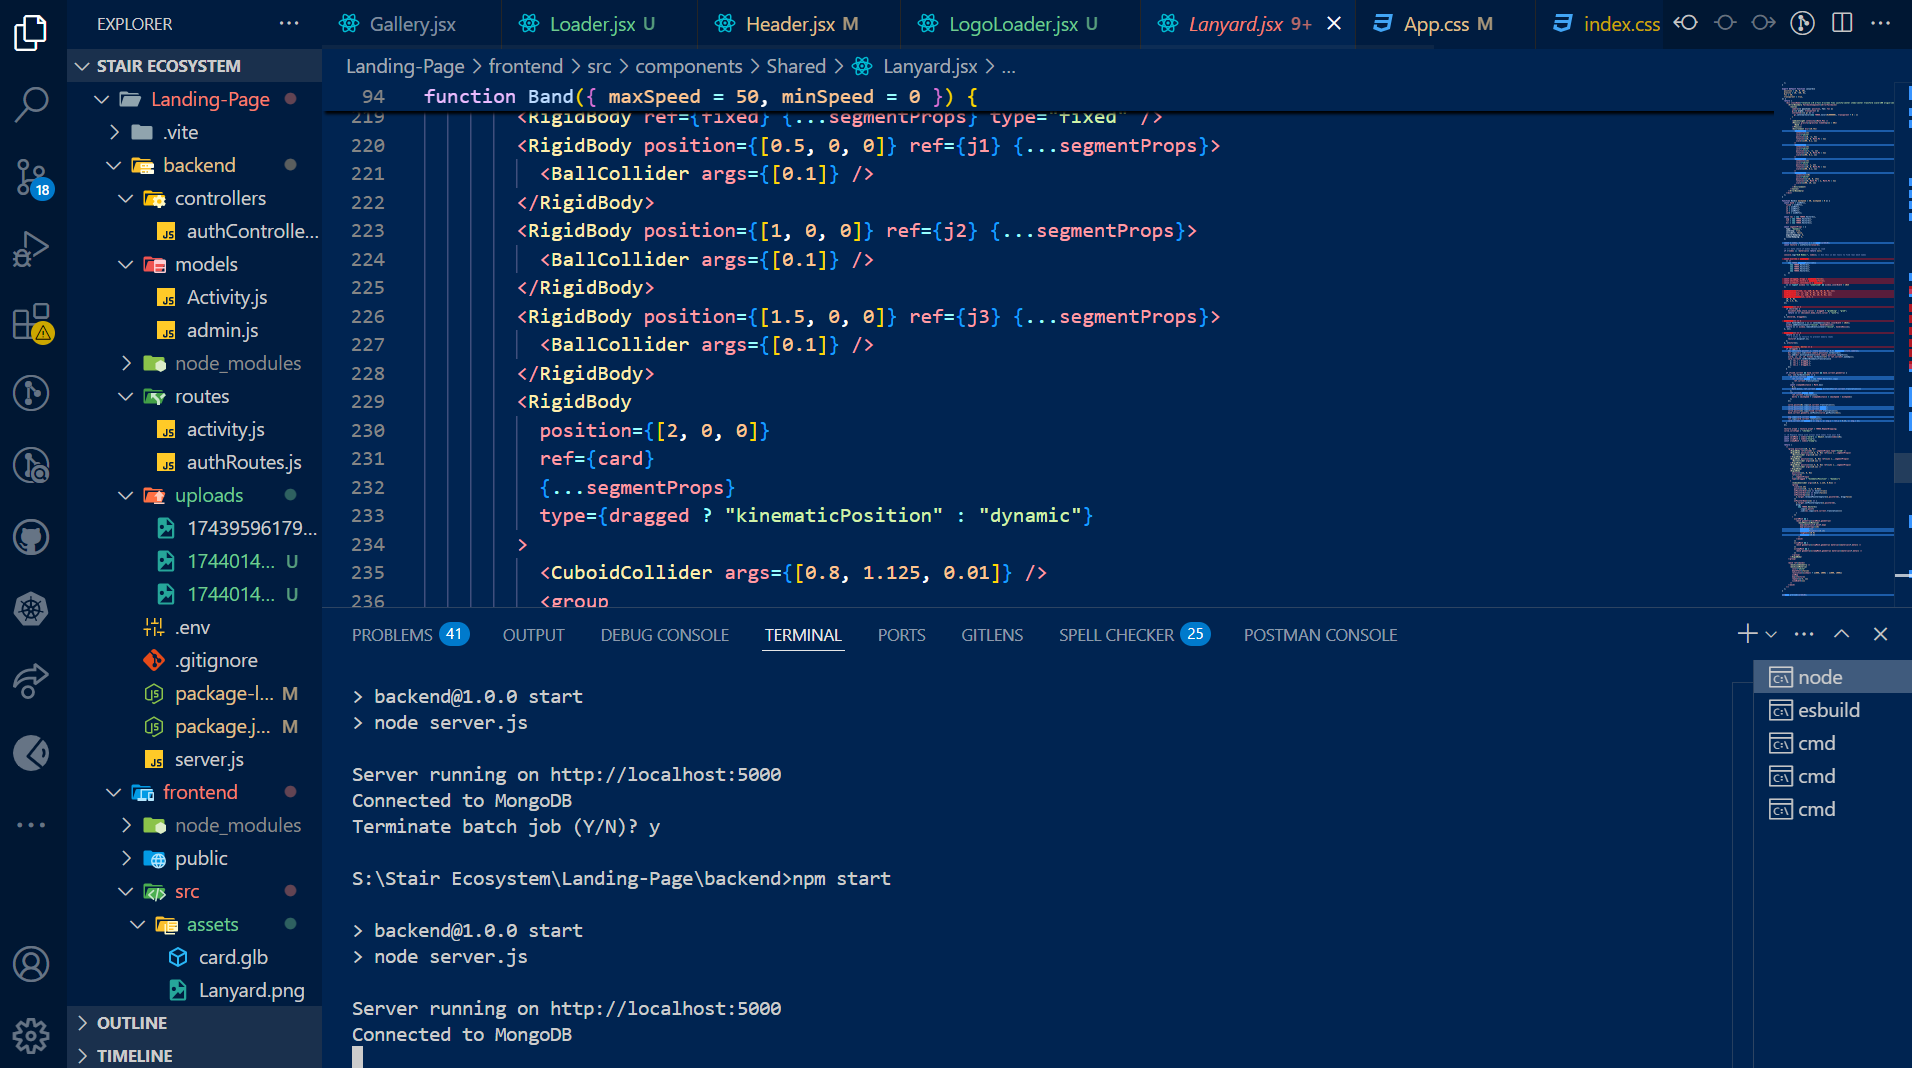 EXPLORER
STAIR ECOSYSTEM
Landing-Page
.vite
backend
controllers
authControlle...
models
Activity.js
admin.js
node_modules
routes
activity.js
authRoutes.js
uploads
17439596179...
1744014... U
1744014... U
.env
.gitignore
package-l... M
package.j... M
server.js
frontend
node_modules
public
src
assets
card.glb
Lanyard.png
OUTLINE
TIMELINE
18
Gallery.jsx Loader.jsx U Header.jsx M LogoLoader.jsx U Lanyard.jsx 9+ App.css M index.css
Landing-Page > frontend > src > components > Shared > Lanyard.jsx > ...
94 function Band({ maxSpeed = 50, minSpeed = 0 }) {
219 <RigidBody ref={fixed} {...segmentProps} type="fixed" />
220 <RigidBody position={[0.5, 0, 0]} ref={j1} {...segmentProps}>
221 <BallCollider args={[0.1]} />
222 </RigidBody>
223 <RigidBody position={[1, 0, 0]} ref={j2} {...segmentProps}>
224 <BallCollider args={[0.1]} />
225 </RigidBody>
226 <RigidBody position={[1.5, 0, 0]} ref={j3} {...segmentProps}>
227 <BallCollider args={[0.1]} />
228 </RigidBody>
229 <RigidBody
230 position={[2, 0, 0]}
231 ref={card}
232 {...segmentProps}
233 type={dragged ? "kinematicPosition" : "dynamic"}
234 >
235 <CuboidCollider args={[0.8, 1.125, 0.01]} />
236 <group
PROBLEMS 41 OUTPUT DEBUG CONSOLE TERMINAL PORTS GITLENS SPELL CHECKER 25 POSTMAN CONSOLE
> backend@1.0.0 start
> node server.js
Server running on http://localhost:5000
Connected to MongoDB
Terminate batch job (Y/N)? y
S:\Stair Ecosystem\Landing-Page\backend>npm start
> backend@1.0.0 start
> node server.js
Server running on http://localhost:5000
Connected to MongoDB
node
esbuild
cmd
cmd
cmd